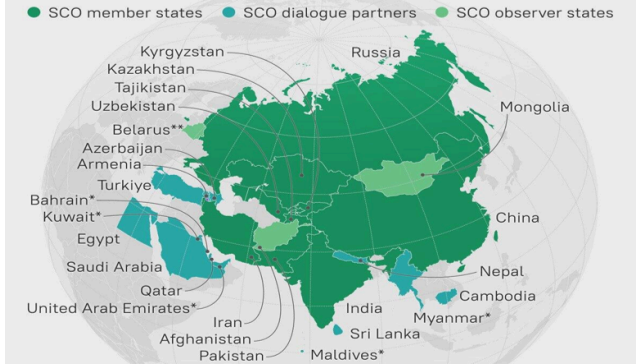 SCO member states
SCO dialogue partners
SCO observer states
Kyrgyzstan
Russia
Kazakhstan
Tajikistan
Uzbekistan
Mongolia
Belarus**
Azerbaijan
Armenia
Turkiye
Bahrain*
Kuwait*
China
Egypt
Saudi Arabia
Nepal
Qatar
Cambodia
United Arab Emirates*
India
Myanmar*
Iran
Sri Lanka
Afghanistan
Pakistan
Maldives*